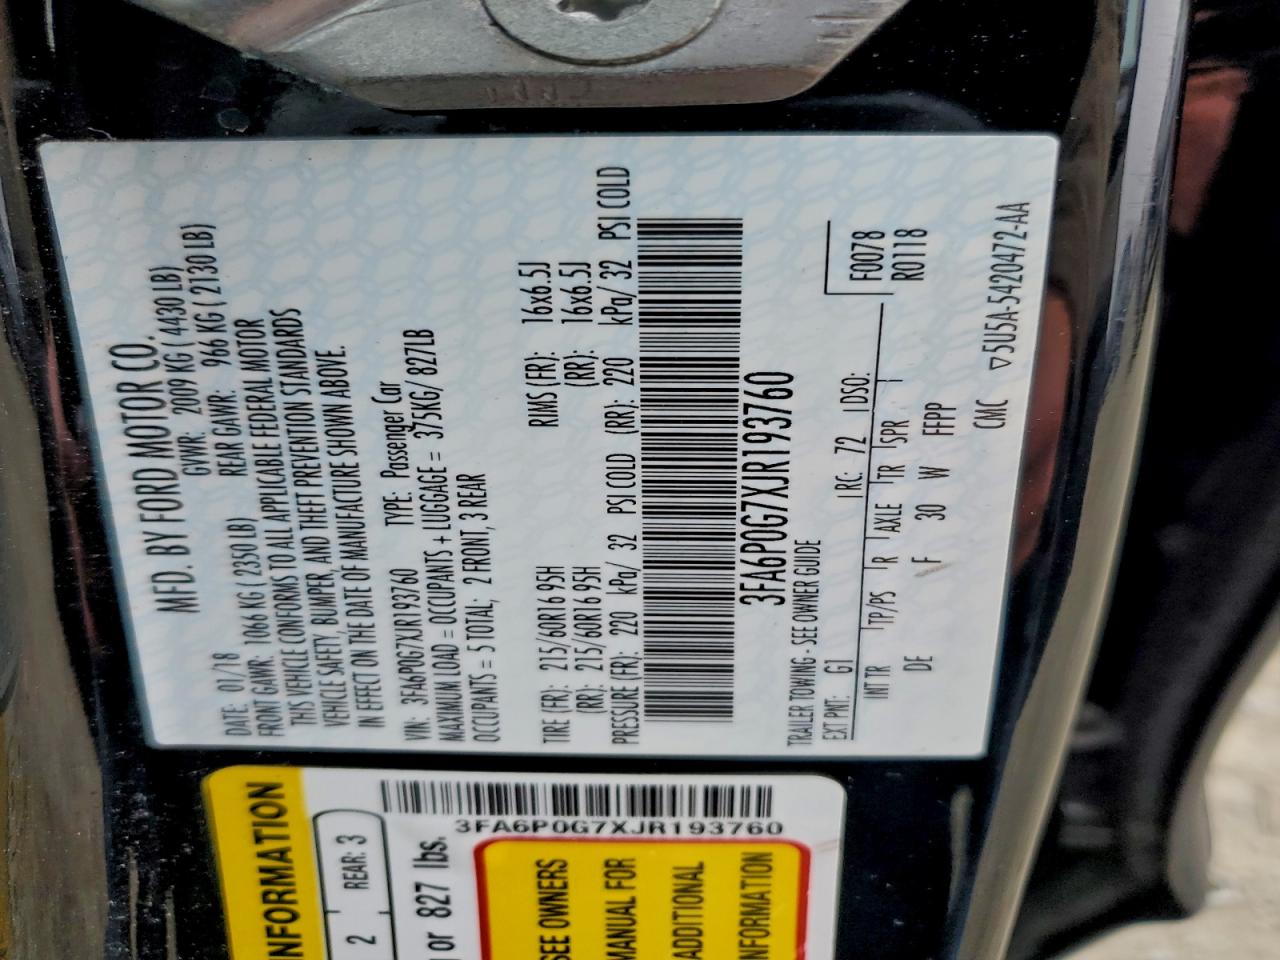 MFD. BY FORD MOTOR CO.
DATE: 01/18 GVWR: 2009 KG ( 4430 LB)
FRONT GAWR: 1066 KG ( 2350 LB) REAR GAWR: 966 KG ( 2130 LB)
THIS VEHICLE CONFORMS TO ALL APPLICABLE FEDERAL MOTOR
VEHICLE SAFETY, BUMPER, AND THEFT PREVENTION STANDARDS
IN EFFECT ON THE DATE OF MANUFACTURE SHOWN ABOVE.
VIN: 3FA6P0G7XJR193760 TYPE: Passenger Car
MAXIMUM LOAD = OCCUPANTS + LUGGAGE = 375KG/ 827LB
OCCUPANTS = 5 TOTAL; 2 FRONT, 3 REAR
TIRE (FR): 215/60R16 95H RIMS (FR): 16x6.5J
(RR): 215/60R16 95H (RR): 16x6.5J
PRESSURE (FR): 220 kPa/ 32 PSI COLD (RR): 220 kPa/ 32 PSI COLD
3FA6P0G7XJR193760
TRAILER TOWING - SEE OWNER GUIDE
EXT PNT: G1 RC: 72 DSO: F0078
INT TR TP/PS R AXLE TR SPR R0118
DE F 30 W FFPP
CMC ▽5U5A-5420472-AA
INFORMATION
2 REAR: 3
or 827 lbs.
3FA6P0G7XJR193760
SEE OWNERS
MANUAL FOR
ADDITIONAL
INFORMATION